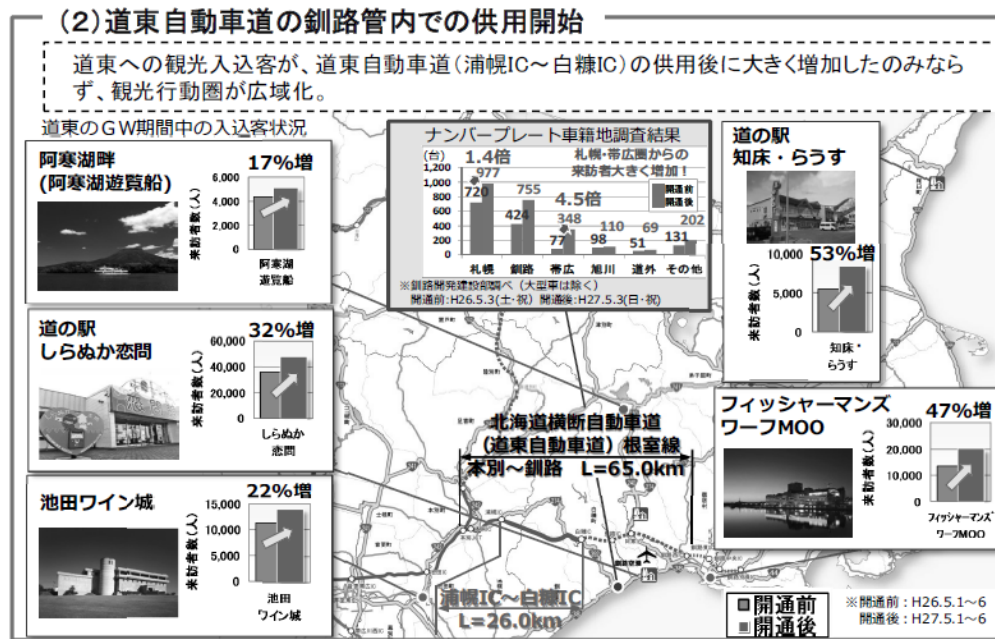 (2)道東自動車道の釧路管内での供用開始
道東への観光入込客が、道東自動車道(浦幌IC~白糠IC)の供用後に大きく増加したのみなら
ず、観光行動圏が広域化。
道東のGW期間中の入込客状況
阿寒湖畔
(阿寒湖遊覧船)
17%増
来訪者数(人)
6,000
4,000
2,000
0
阿寒湖
遊覧船
道の駅
しらぬか恋問
32%増
来訪者数(人)
60,000
40,000
20,000
0
しらぬか
恋問
池田ワイン城
22%増
来訪者数(人)
15,000
10,000
5,000
0
池田
ワイン城
ナンバープレート車籍地調査結果
(台)
1,200
1,000
800
600
400
200
0
1.4倍
札幌・帯広圏からの
来訪者大きく増加!
4.5倍
開通前
開通後
720 977
424 755
77 348
98 110
51 69
131 202
札幌 釧路 帯広 旭川 道外 その他
※釧路開発建設部調べ(大型車は除く)
開通前:H26.5.3(土・祝) 開通後:H27.5.3(日・祝)
道の駅
知床・らうす
53%増
来訪者数(人)
10,000
5,000
0
知床・
らうす
フィッシャーマンズ
ワーフMOO
47%増
来訪者数(人)
30,000
20,000
10,000
0
フィッシャーマンズ
ワーフMOO
北海道横断自動車道
(道東自動車道)根室線
本別~釧路 L=65.0km
釧路空港
浦幌IC~白糠IC
L=26.0km
開通前
開通後
※開通前:H26.5.1~6
開通後:H27.5.1~6